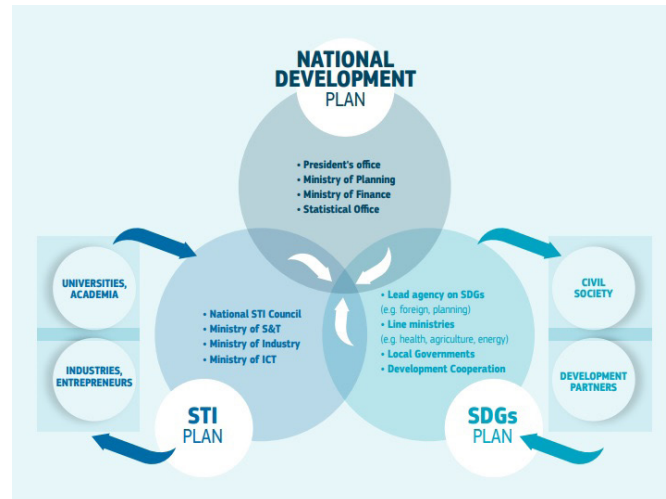 NATIONAL
DEVELOPMENT
PLAN
• President's office
• Ministry of Planning
• Ministry of Finance
• Statistical Office
UNIVERSITIES,
ACADEMIA
INDUSTRIES,
ENTREPRENEURS
• National STI Council
• Ministry of S&T
• Ministry of Industry
• Ministry of ICT
STI
PLAN
• Lead agency on SDGs
(e.g. foreign, planning)
• Line ministries
(e.g. health, agriculture, energy)
• Local Governments
• Development Cooperation
SDGs
PLAN
CIVIL
SOCIETY
DEVELOPMENT
PARTNERS